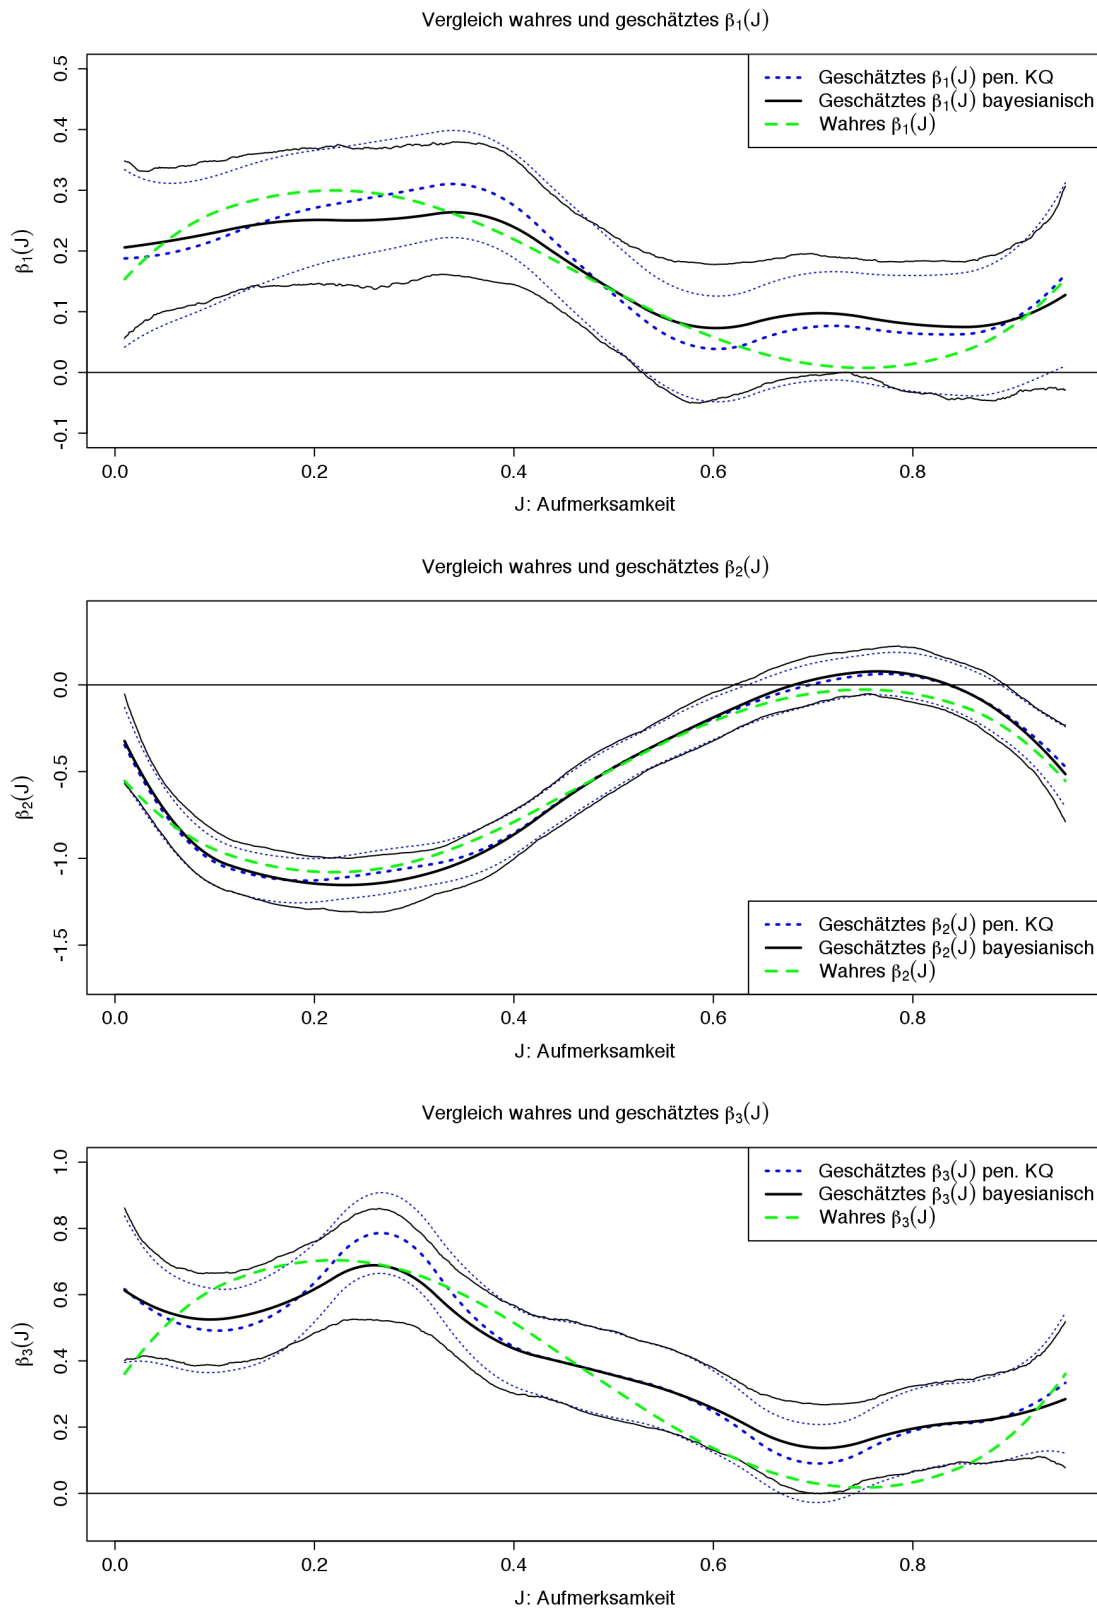 Vergleich wahres und geschätztes β₁(J)
Geschätztes β₁(J) pen. KQ
Geschätztes β₁(J) bayesianisch
Wahres β₁(J)
β₁(J)
0.5
0.4
0.3
0.2
0.1
0.0
-0.1
0.0 0.2 0.4 0.6 0.8
J: Aufmerksamkeit
Vergleich wahres und geschätztes β₂(J)
β₂(J)
0.0
-0.5
-1.0
-1.5
Geschätztes β₂(J) pen. KQ
Geschätztes β₂(J) bayesianisch
Wahres β₂(J)
0.0 0.2 0.4 0.6 0.8
J: Aufmerksamkeit
Vergleich wahres und geschätztes β₃(J)
Geschätztes β₃(J) pen. KQ
Geschätztes β₃(J) bayesianisch
Wahres β₃(J)
β₃(J)
1.0
0.8
0.6
0.4
0.2
0.0
0.0 0.2 0.4 0.6 0.8
J: Aufmerksamkeit